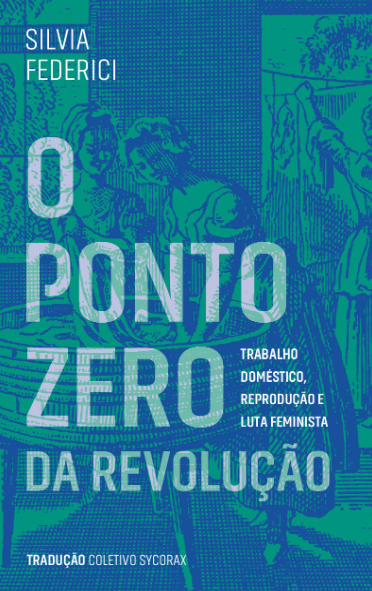 SILVIA
FEDERICI
O
PONTO
ZERO
TRABALHO
DOMÉSTICO,
REPRODUÇÃO E
LUTA FEMINISTA
DA REVOLUÇÃO
TRADUÇÃO COLETIVO SYCORAX